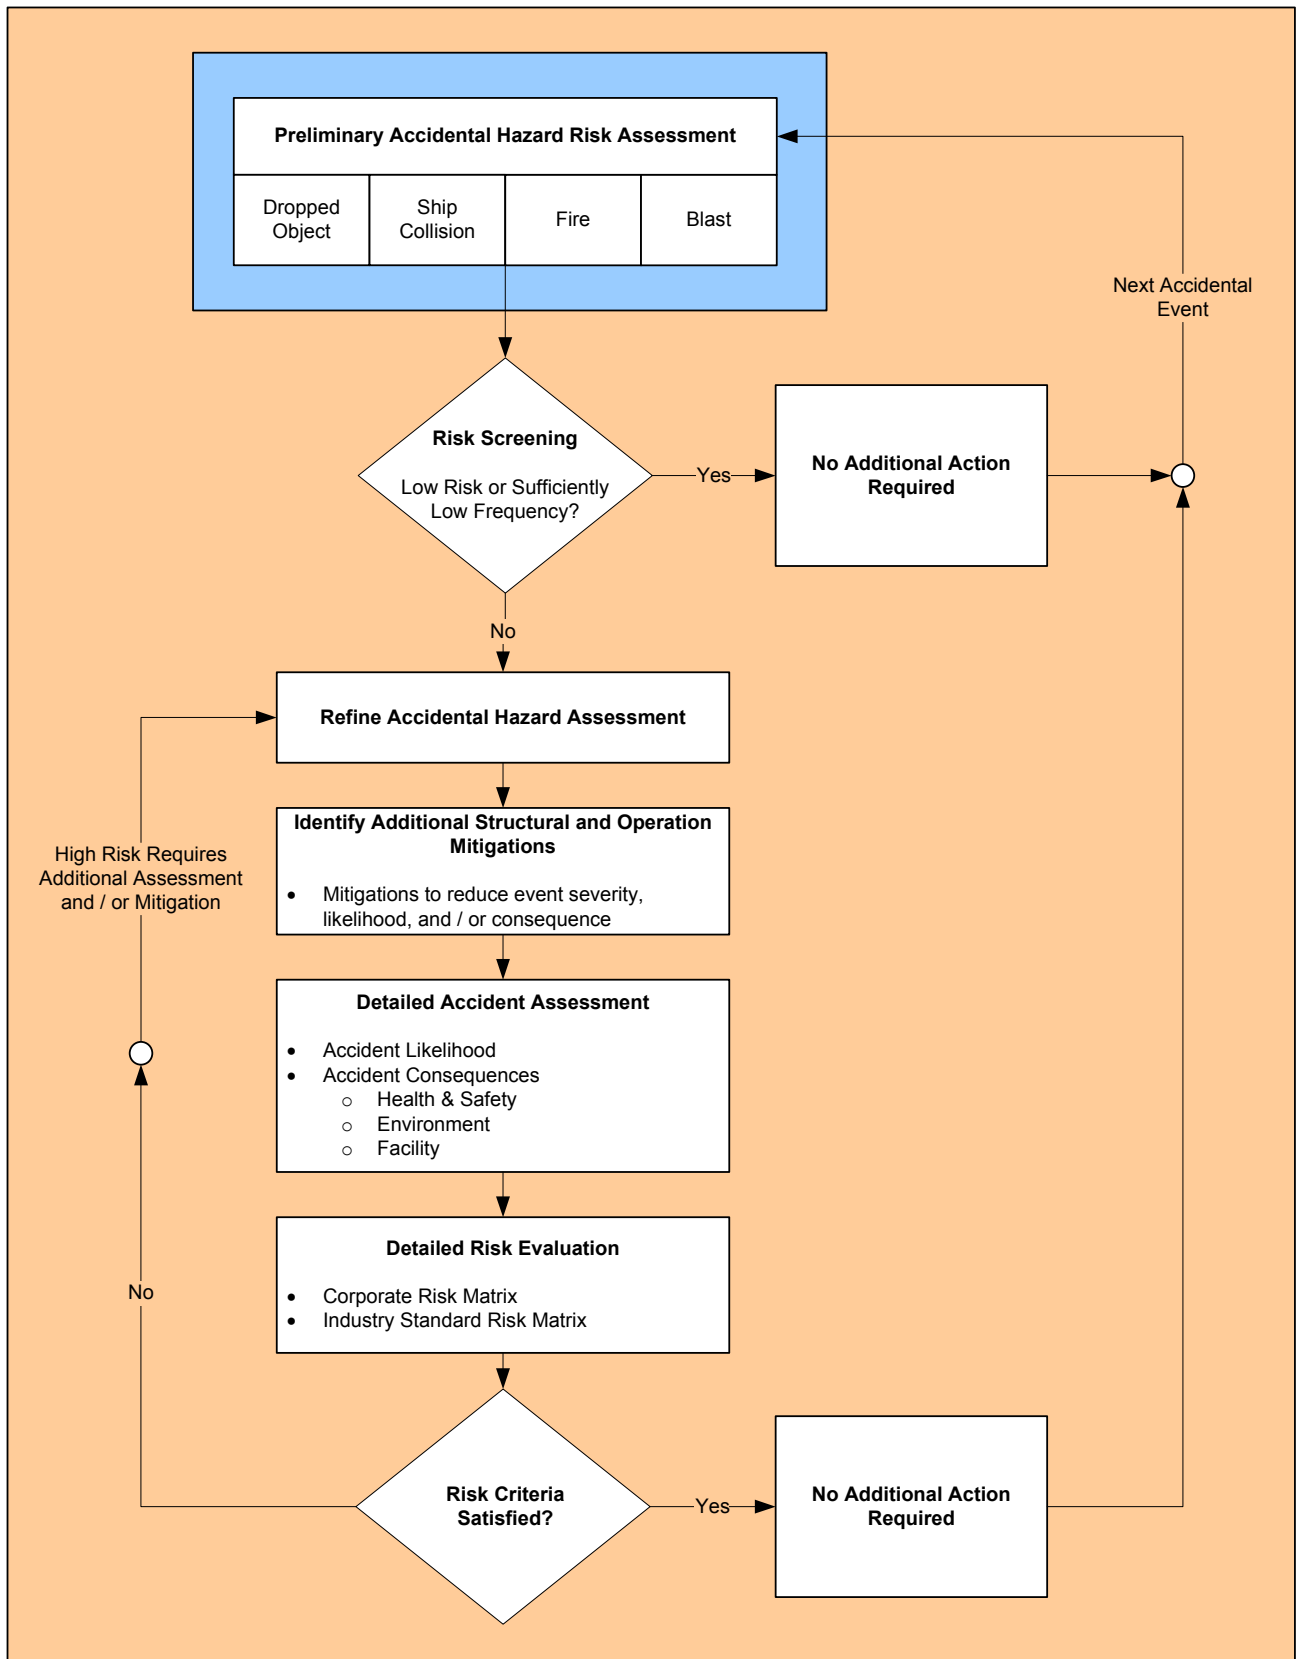 Preliminary Accidental Hazard Risk Assessment
Dropped
Object
Ship
Collision
Fire
Blast
Next Accidental
Event
Risk Screening
Low Risk or Sufficiently
Low Frequency?
Yes
No Additional Action
Required
No
Refine Accidental Hazard Assessment
Identify Additional Structural and Operation
Mitigations
• Mitigations to reduce event severity,
likelihood, and / or consequence
High Risk Requires
Additional Assessment
and / or Mitigation
Detailed Accident Assessment
• Accident Likelihood
• Accident Consequences
o Health & Safety
o Environment
o Facility
Detailed Risk Evaluation
• Corporate Risk Matrix
• Industry Standard Risk Matrix
No
Risk Criteria
Satisfied?
Yes
No Additional Action
Required